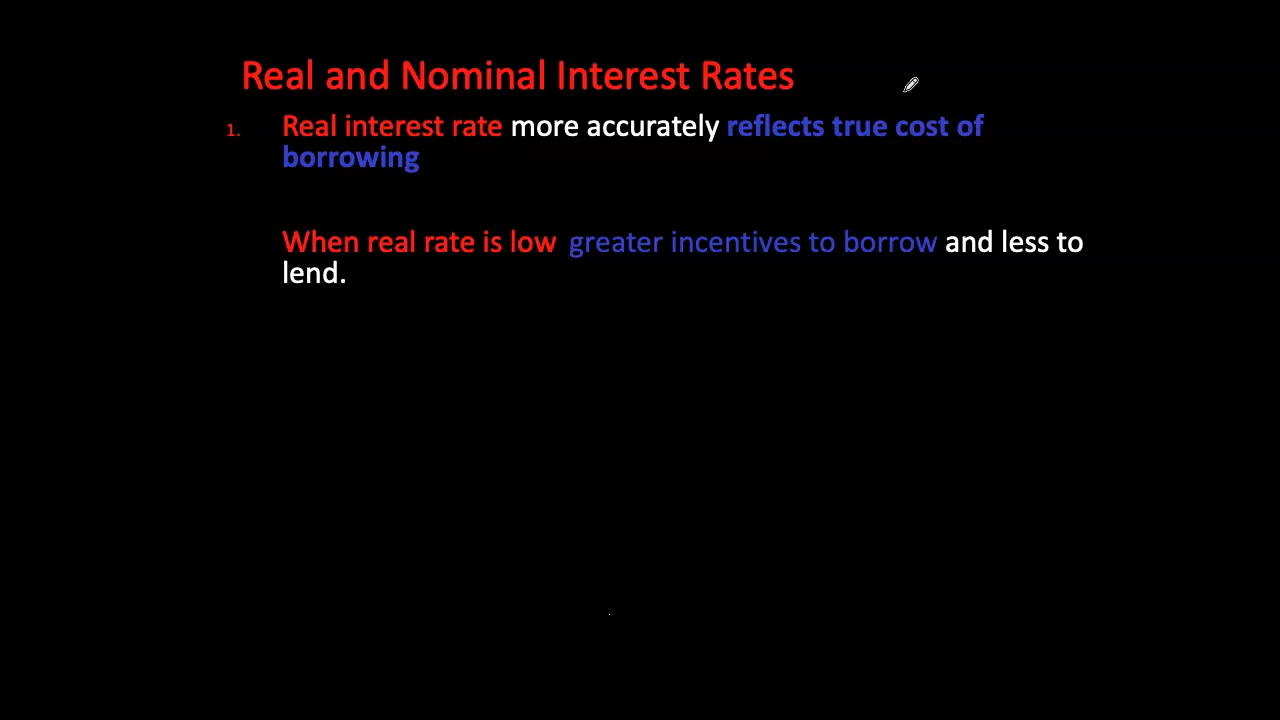 Real and Nominal Interest Rates
1. Real interest rate more accurately reflects true cost of
borrowing
When real rate is low greater incentives to borrow and less to
lend.